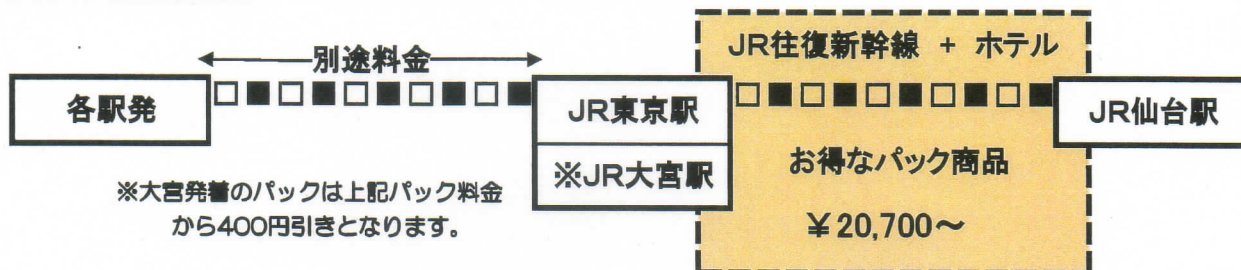 JR往復新幹線 + ホテル
別途料金
各駅発
JR東京駅
JR仙台駅
※JR大宮駅
お得なパック商品
※大宮発着のパックは上記パック料金
から400円引きとなります。
¥20,700~